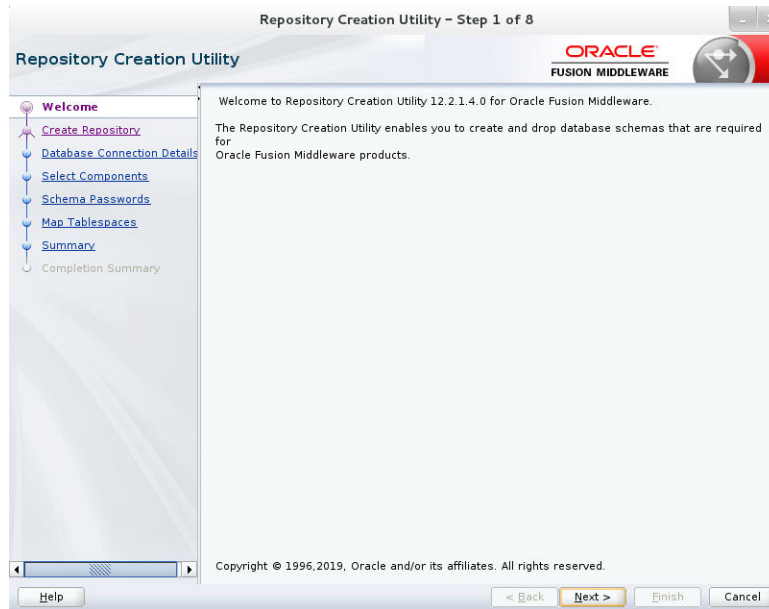 Repository Creation Utility – Step 1 of 8
Repository Creation Utility
ORACLE
FUSION MIDDLEWARE
Welcome
Create Repository
Database Connection Details
Select Components
Schema Passwords
Map Tablespaces
Summary
Completion Summary
Welcome to Repository Creation Utility 12.2.1.4.0 for Oracle Fusion Middleware.
The Repository Creation Utility enables you to create and drop database schemas that are required
for
Oracle Fusion Middleware products.
Copyright © 1996,2019, Oracle and/or its affiliates. All rights reserved.
Help
< Back
Next >
Finish
Cancel